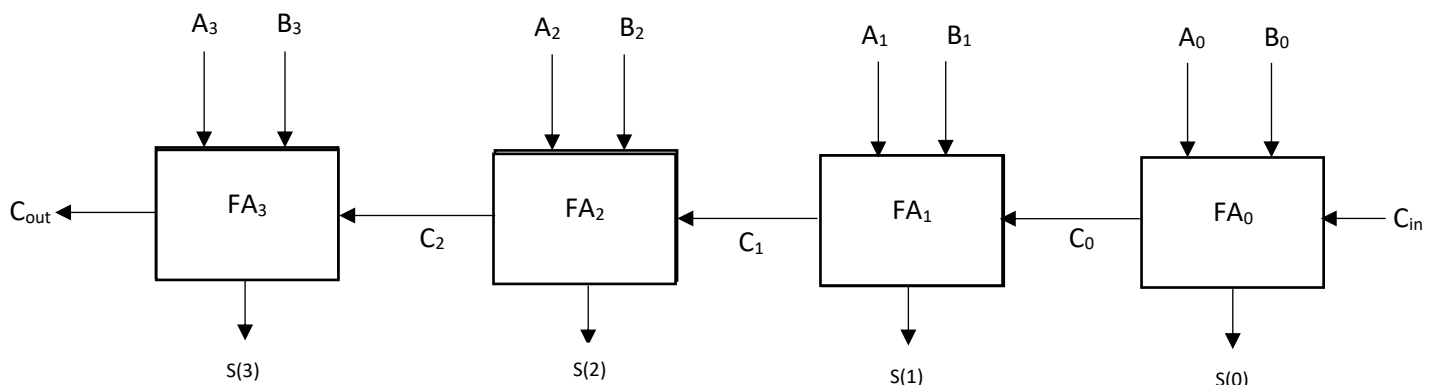 A₃ B₃ A₂ B₂ A₁ B₁ A₀ B₀
Cout FA₃ FA₂ FA₁ FA₀ Cin
C₂ C₁ C₀
S(3) S(2) S(1) S(0)